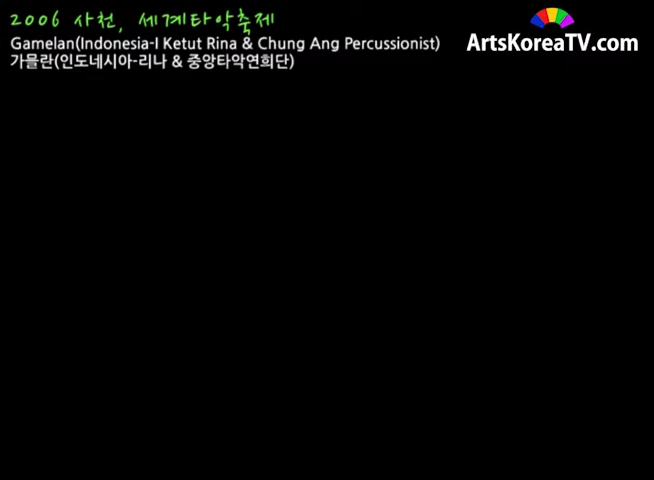 2006 사천, 세계타악축제
Gamelan(Indonesia-I Ketut Rina & Chung Ang Percussionist)
가믈란(인도네시아-리나 & 중앙타악연희단)
ArtsKoreaTV.com